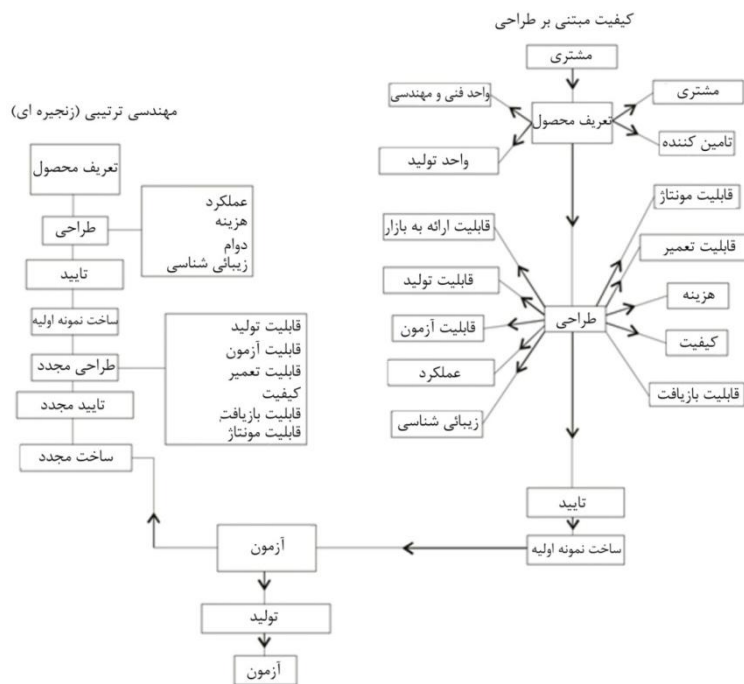 کیفیت مبتنی بر طراحی
مشتری
واحد فنی و مهندسی
مشتری
تعریف محصول
تامین کننده
واحد تولید
قابلیت مونتاژ
قابلیت ارائه به بازار
قابلیت تعمیر
قابلیت تولید
هزینه
طراحی
قابلیت آزمون
کیفیت
عملکرد
قابلیت بازیافت
زیبائی شناسی
تایید
ساخت نمونه اولیه
مهندسی ترتیبی (زنجیره ای)
تعریف محصول
طراحی
عملکرد
هزینه
دوام
زیبائی شناسی
تایید
ساخت نمونه اولیه
طراحی مجدد
قابلیت تولید
قابلیت آزمون
قابلیت تعمیر
کیفیت
قابلیت بازیافت
قابلیت مونتاژ
تایید مجدد
ساخت مجدد
آزمون
تولید
آزمون